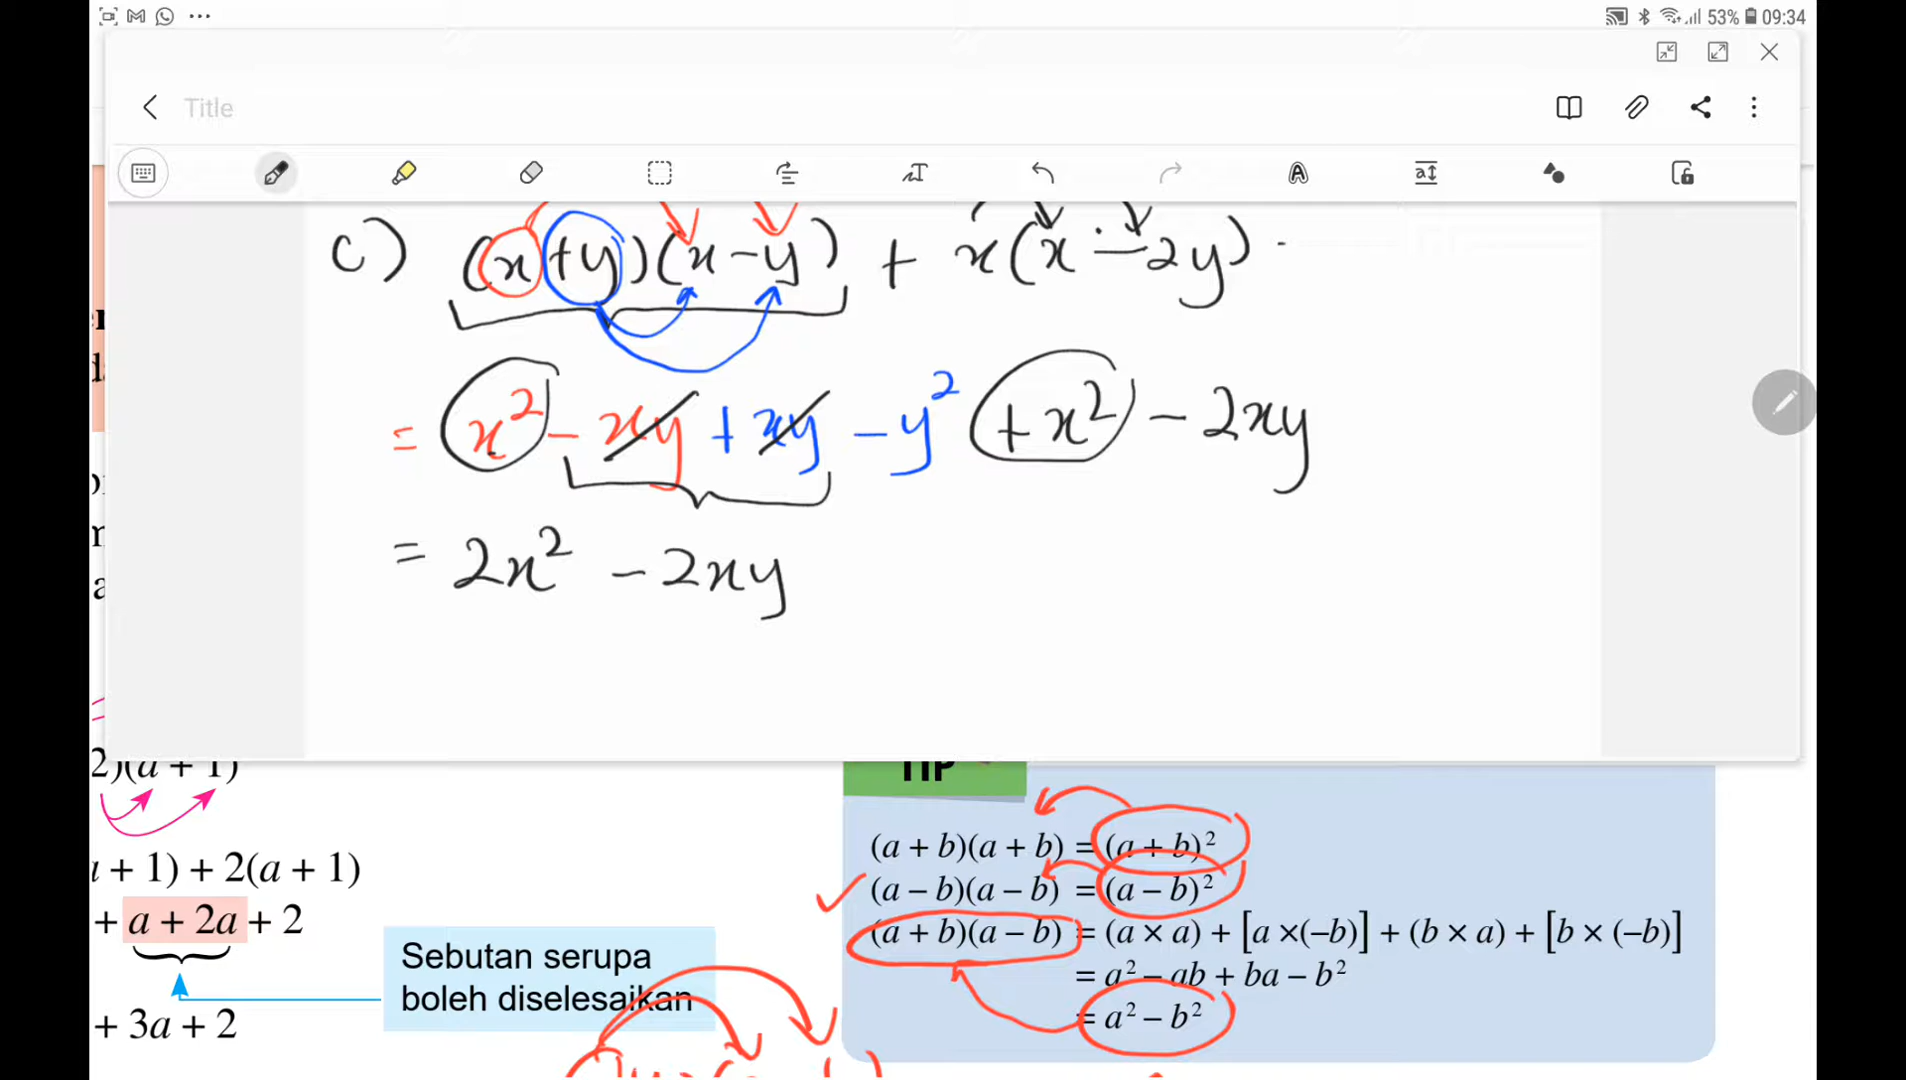 53% 09:34
Title
c) (x+y)(x-y) + x(x-2y)
= x² - xy + xy - y² + x² - 2xy
= 2x² - 2xy
2)(a + 1)
+ 1) + 2(a + 1)
+ a + 2a + 2
+ 3a + 2
Sebutan serupa
boleh diselesaikan
TIP
(a + b)(a + b) = (a + b)²
(a − b)(a − b) = (a − b)²
(a + b)(a − b) = (a × a) + [a ×(−b)] + (b × a) + [b × (−b)]
= a² − ab + ba − b²
= a² − b²